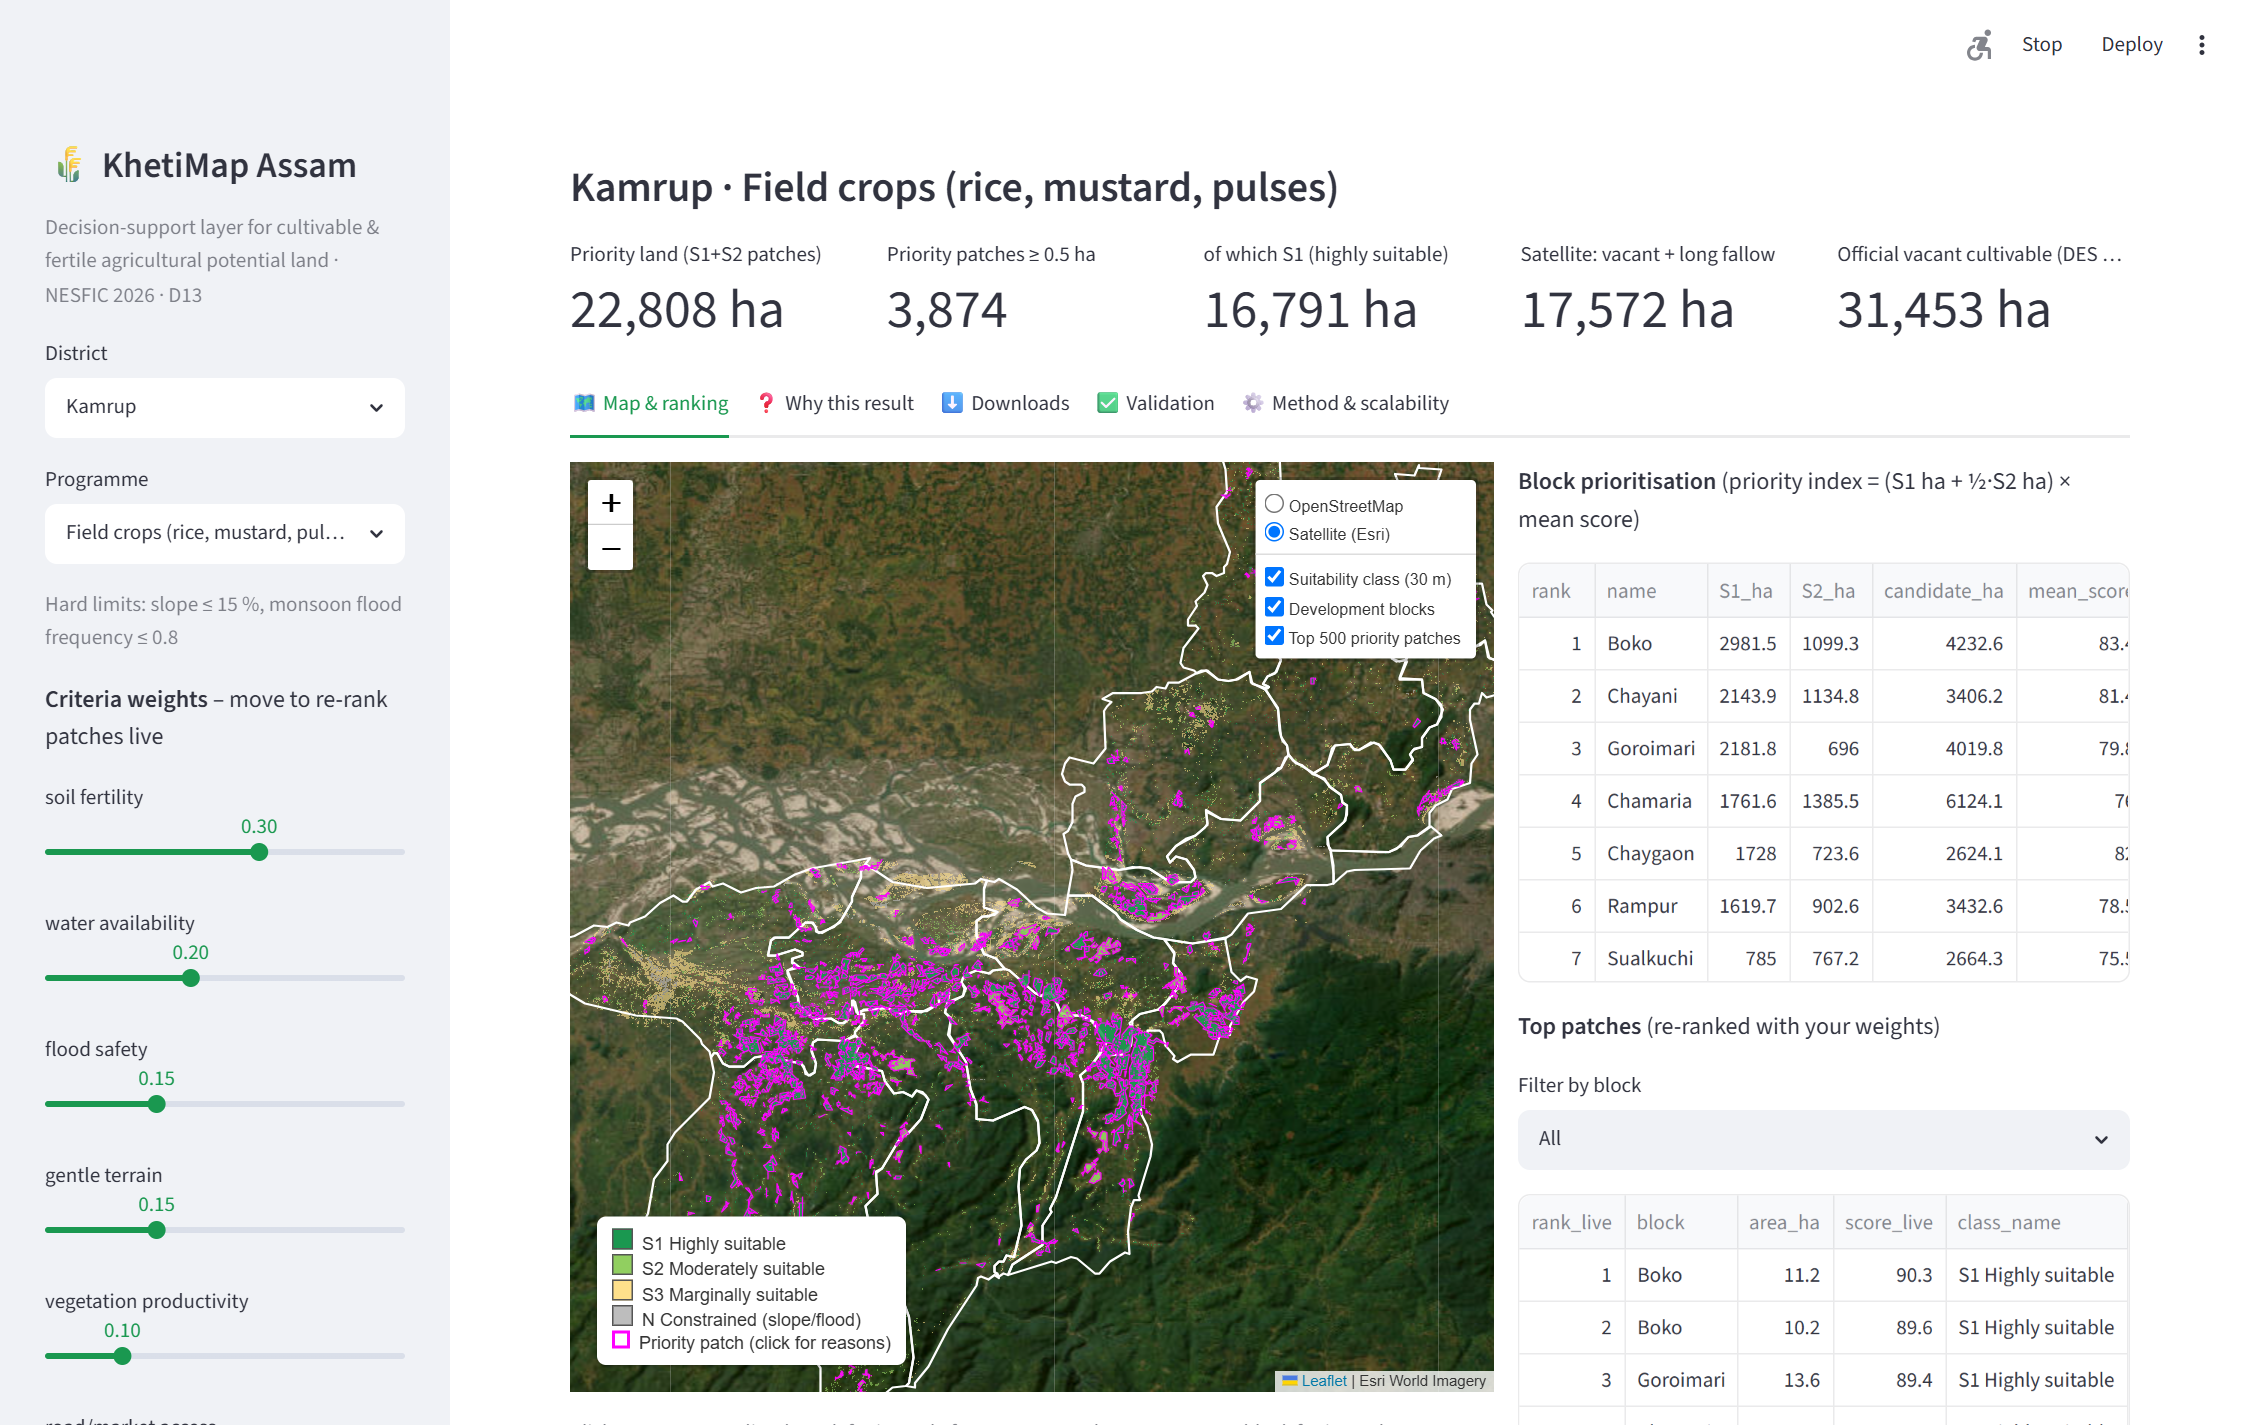 Stop
Deploy
KhetiMap Assam
Decision-support layer for cultivable &
fertile agricultural potential land ·
NESFIC 2026 · D13
District
Kamrup
Programme
Field crops (rice, mustard, pul…
Hard limits: slope ≤ 15 %, monsoon flood
frequency ≤ 0.8
Criteria weights – move to re-rank
patches live
soil fertility
0.30
water availability
0.20
flood safety
0.15
gentle terrain
0.15
vegetation productivity
0.10
Kamrup · Field crops (rice, mustard, pulses)
Priority land (S1+S2 patches)
22,808 ha
Priority patches ≥ 0.5 ha
3,874
of which S1 (highly suitable)
16,791 ha
Satellite: vacant + long fallow
17,572 ha
Official vacant cultivable (DES …
31,453 ha
Map & ranking
Why this result
Downloads
Validation
Method & scalability
+
−
OpenStreetMap
Satellite (Esri)
Suitability class (30 m)
Development blocks
Top 500 priority patches
S1 Highly suitable
S2 Moderately suitable
S3 Marginally suitable
N Constrained (slope/flood)
Priority patch (click for reasons)
Leaflet | Esri World Imagery
Block prioritisation (priority index = (S1 ha + ½·S2 ha) ×
mean score)
rank name S1_ha S2_ha candidate_ha mean_score
1 Boko 2981.5 1099.3 4232.6 83.4
2 Chayani 2143.9 1134.8 3406.2 81.4
3 Goroimari 2181.8 696 4019.8 79.8
4 Chamaria 1761.6 1385.5 6124.1
5 Chaygaon 1728 723.6 2624.1
6 Rampur 1619.7 902.6 3432.6 78.5
7 Sualkuchi 785 767.2 2664.3 75.5
Top patches (re-ranked with your weights)
Filter by block
All
rank_live block area_ha score_live class_name
1 Boko 11.2 90.3 S1 Highly suitable
2 Boko 10.2 89.6 S1 Highly suitable
3 Goroimari 13.6 89.4 S1 Highly suitable